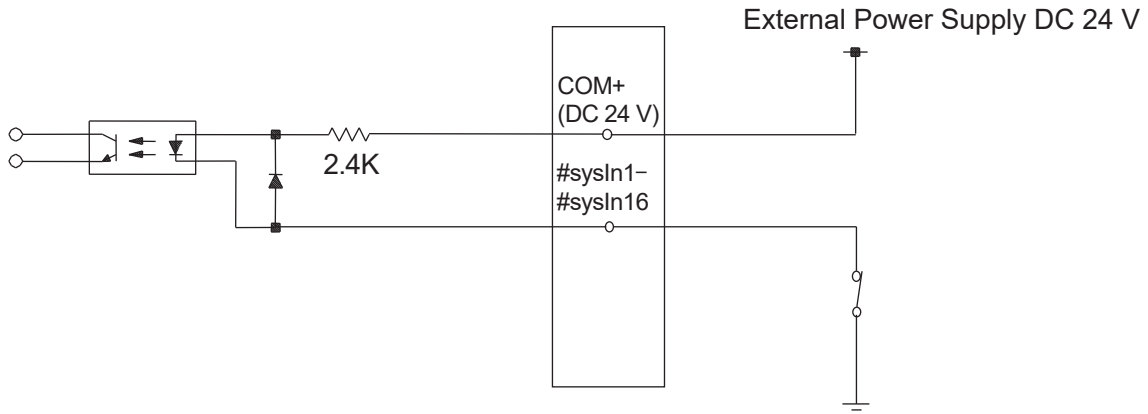 External Power Supply DC 24 V
COM+
(DC 24 V)
2.4K
#sysIn1−
#sysIn16